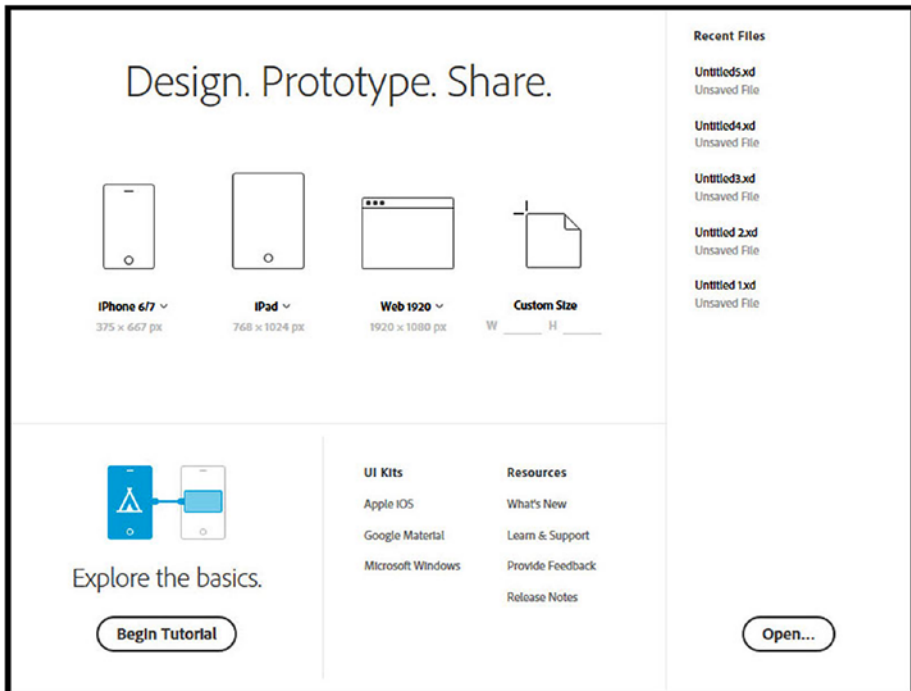 Design. Prototype. Share.
iPhone 6/7
375 × 667 px
iPad
768 × 1024 px
Web 1920
1920 × 1080 px
Custom Size
W H
Explore the basics.
Begin Tutorial
UI Kits
Apple iOS
Google Material
Microsoft Windows
Resources
What's New
Learn & Support
Provide Feedback
Release Notes
Recent Files
Untitled5.xd
Unsaved File
Untitled4.xd
Unsaved File
Untitled3.xd
Unsaved File
Untitled 2.xd
Unsaved File
Untitled 1.xd
Unsaved File
Open...